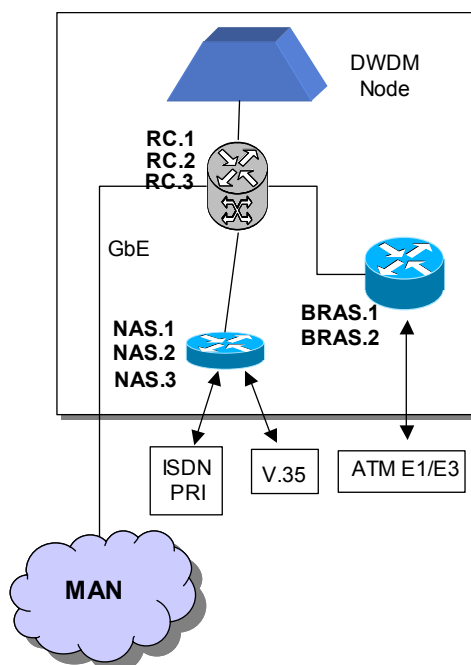 DWDM
Node
RC.1
RC.2
RC.3
GbE
BRAS.1
BRAS.2
NAS.1
NAS.2
NAS.3
ISDN
PRI
V.35
ATM E1/E3
MAN